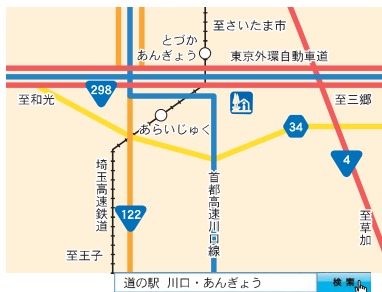 至さいたま市
とづか
あんぎょう
東京外環自動車道
298
至和光
至三郷
あらいじゅく
34
4
埼玉高速鉄道
首都高速川口線
122
至草加
至王子
道の駅 川口・あんぎょう
検索